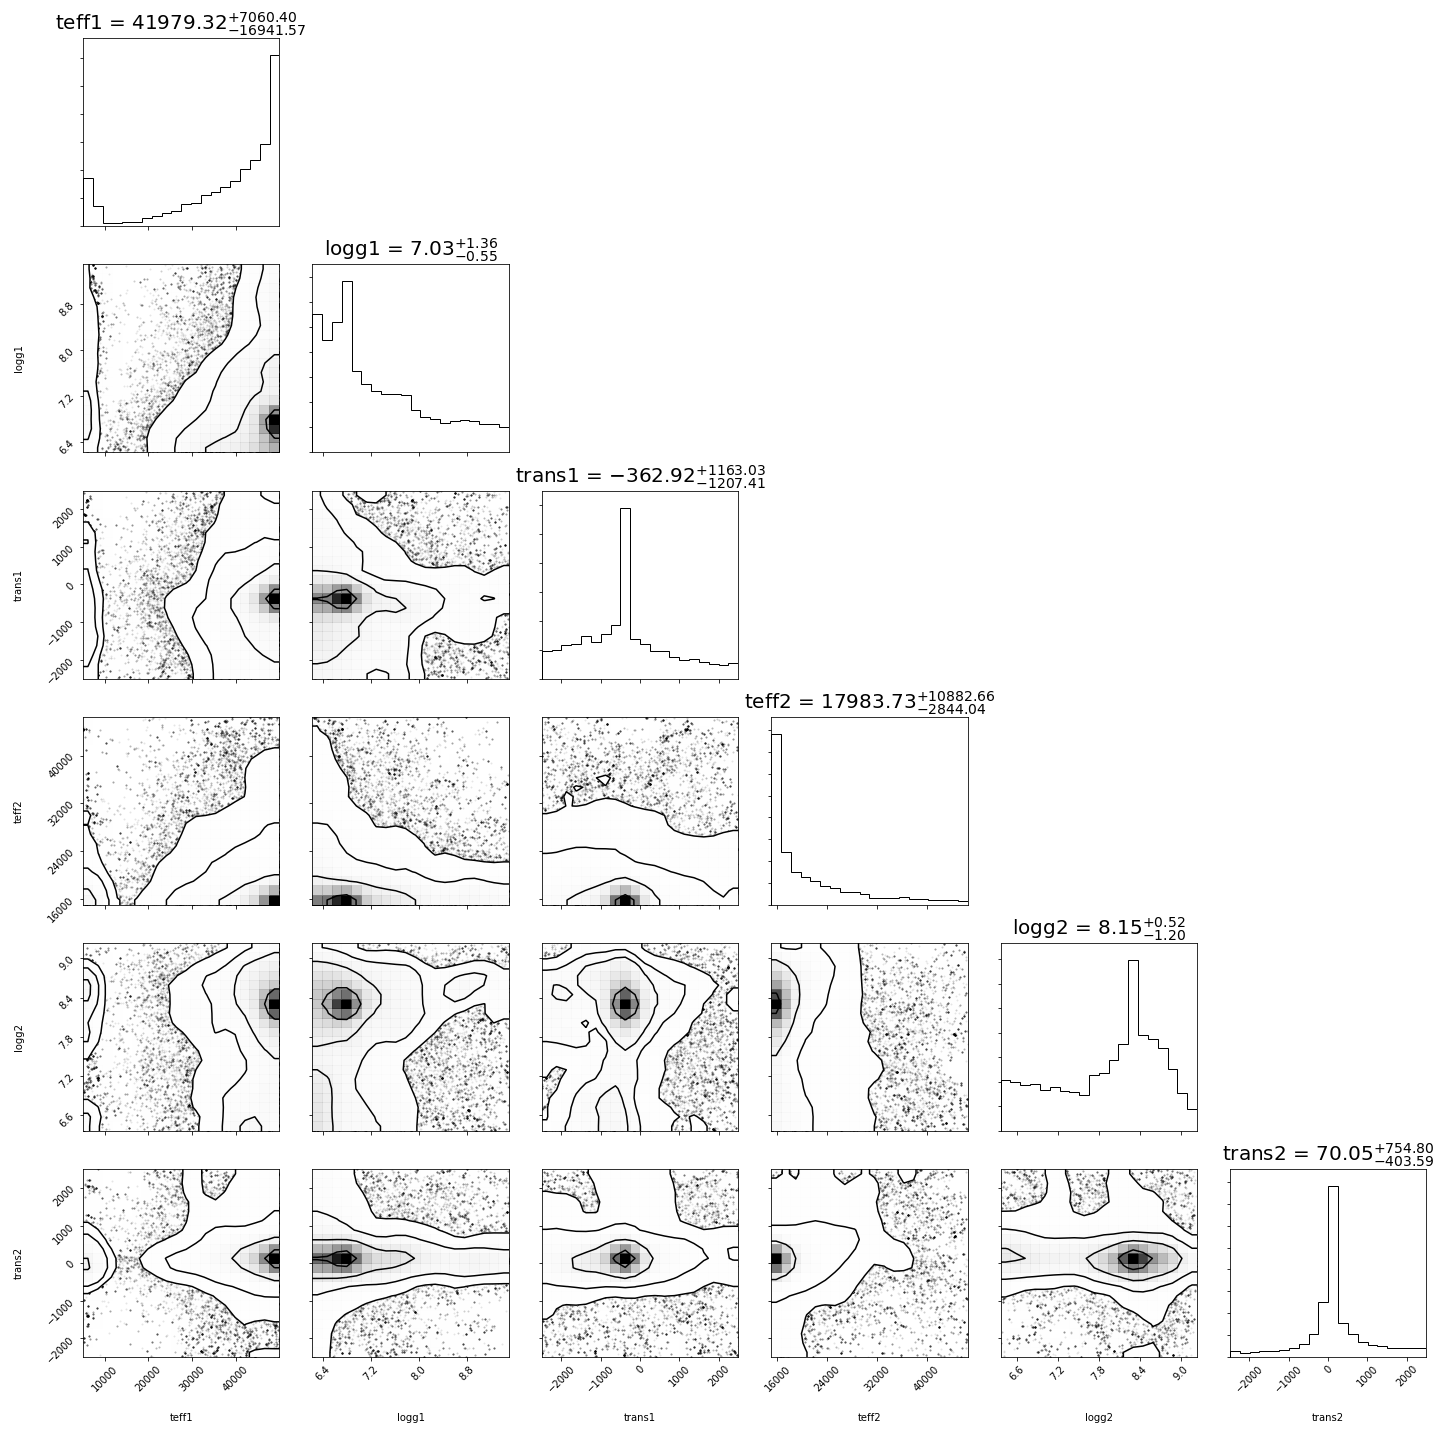 teff1 = 41979.32+7060.40−16941.57
logg1 = 7.03+1.36−0.55
8.8
8.0
7.2
6.4
logg1
trans1 = −362.92+1163.03−1207.41
2000
1000
0
−1000
−2000
trans1
teff2 = 17983.73+10882.66−2844.04
40000
32000
24000
16000
teff2
logg2 = 8.15+0.52−1.20
9.0
8.4
7.8
7.2
6.6
logg2
trans2 = 70.05+754.80−403.59
2000
1000
0
−1000
−2000
trans2
10000 20000 30000 40000 6.4 7.2 8.0 8.8 −2000 −1000 0 1000 2000 16000 24000 32000 40000 6.6 7.2 7.8 8.4 9.0 −2000 −1000 0 1000 2000
teff1 logg1 trans1 teff2 logg2 trans2